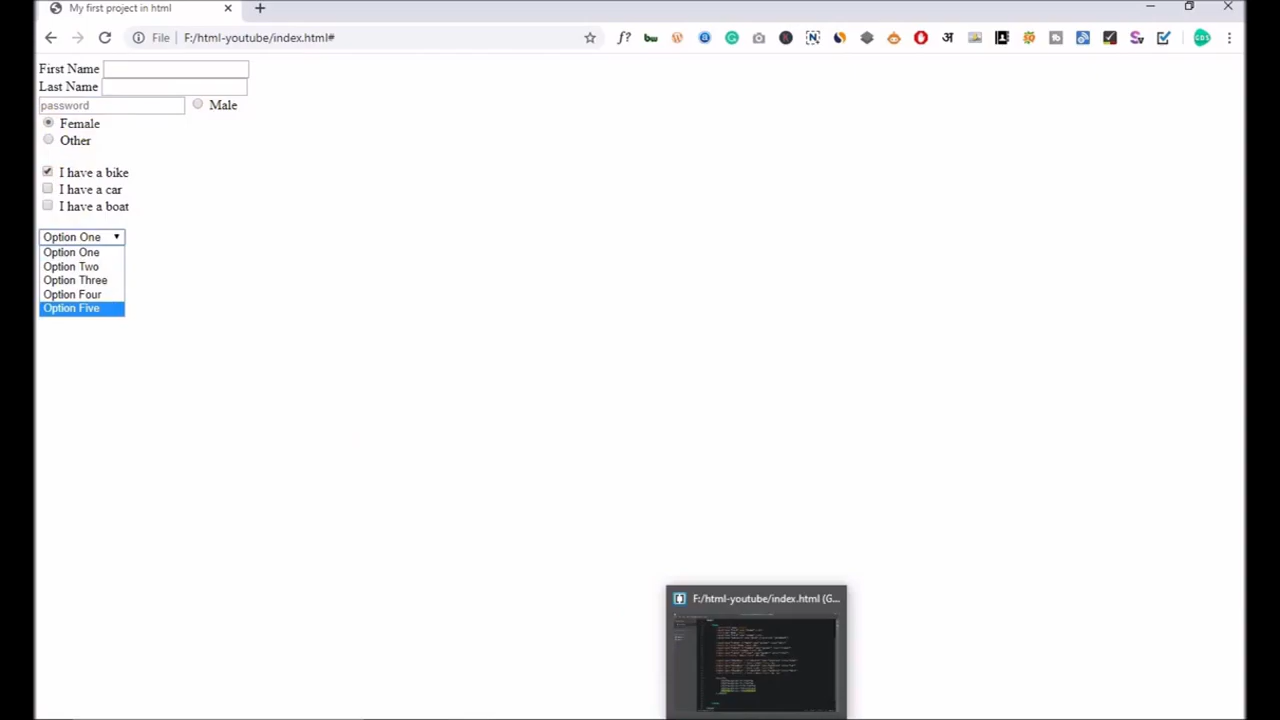 My first project in html
File F:/html-youtube/index.html#
First Name
Last Name
password Male
Female
Other
I have a bike
I have a car
I have a boat
Option One
Option One
Option Two
Option Three
Option Four
Option Five
F:/html-youtube/index.html (G...